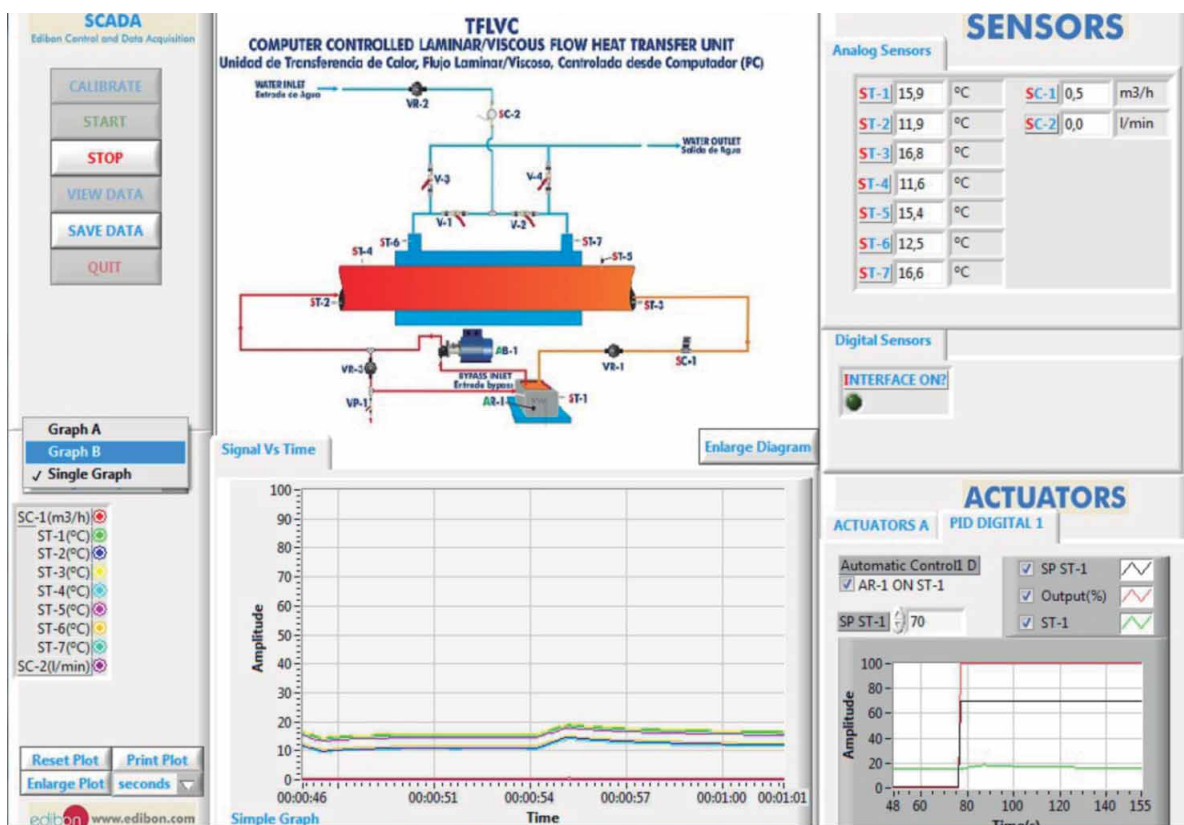 SCADA
Edibon Control and Data Acquisition
CALIBRATE
START
STOP
VIEW DATA
SAVE DATA
QUIT
Graph A
Graph B
✓ Single Graph
SC-1(m3/h)
ST-1(ºC)
ST-2(ºC)
ST-3(ºC)
ST-4(ºC)
ST-5(ºC)
ST-6(ºC)
ST-7(ºC)
SC-2(l/min)
Reset Plot
Print Plot
Enlarge Plot
seconds
edibon www.edibon.com
TFLVC
COMPUTER CONTROLLED LAMINAR/VISCOUS FLOW HEAT TRANSFER UNIT
Unidad de Transferencia de Calor, Flujo Laminar/Viscoso, Controlada desde Computador (PC)
WATER INLET
Entrada de Agua
VR-2
SC-2
WATER OUTLET
Salida de Agua
V-3
V-4
V-1
V-2
ST-6
ST-7
ST-4
ST-5
ST-2
ST-3
AB-1
VR-3
VR-1
SC-1
BYPASS INLET
Entrada bypass
VP-1
AR-1
ST-1
Enlarge Diagram
Signal Vs Time
Amplitude
100
90
80
70
60
50
40
30
20
10
0
00:00:46
00:00:51
00:00:54
00:00:57
00:01:00
00:01:01
Simple Graph
Time
SENSORS
Analog Sensors
ST-1 15,9 ºC
ST-2 11,9 ºC
ST-3 16,8 ºC
ST-4 11,6 ºC
ST-5 15,4 ºC
ST-6 12,5 ºC
ST-7 16,6 ºC
SC-1 0,5 m3/h
SC-2 0,0 l/min
Digital Sensors
INTERFACE ON?
ACTUATORS
ACTUATORS A
PID DIGITAL 1
Automatic Control1 D
AR-1 ON ST-1
SP ST-1 70
SP ST-1
Output(%)
ST-1
Amplitude
100
80
60
40
20
0
48 60 80 100 120 140 155
Time(s)